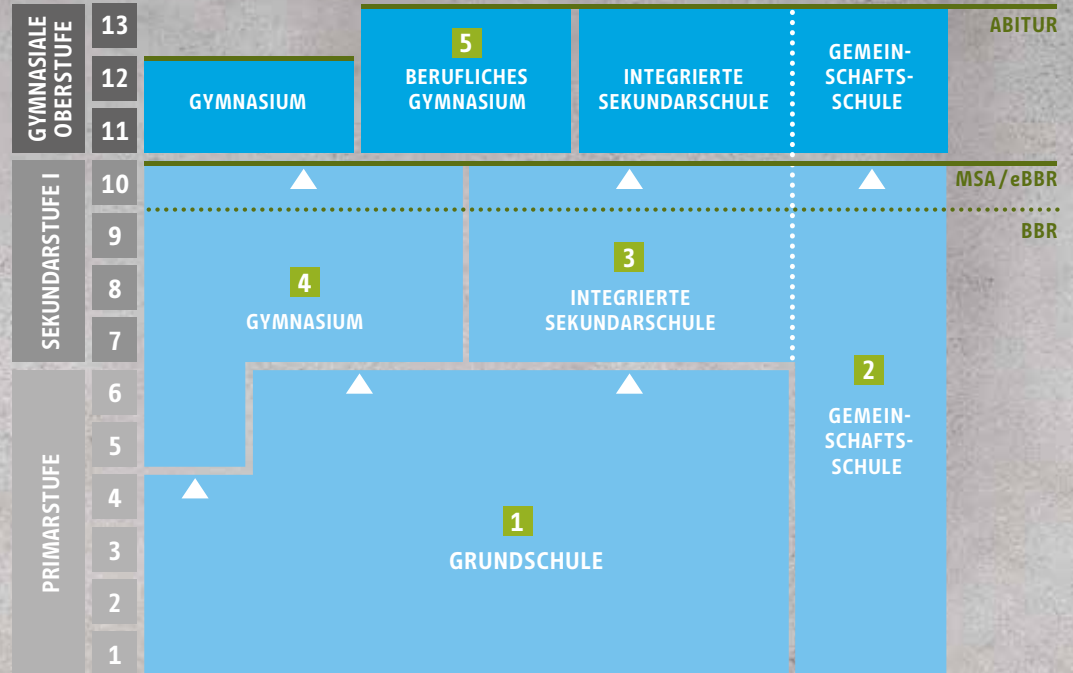 GYMNASIALE
OBERSTUFE
SEKUNDARSTUFE I
PRIMARSTUFE
13
12
11
10
9
8
7
6
5
4
3
2
1
GYMNASIUM
5
BERUFLICHES
GYMNASIUM
INTEGRIERTE
SEKUNDARSCHULE
GEMEIN-
SCHAFTS-
SCHULE
ABITUR
MSA/eBBR
BBR
4
GYMNASIUM
3
INTEGRIERTE
SEKUNDARSCHULE
2
GEMEIN-
SCHAFTS-
SCHULE
1
GRUNDSCHULE